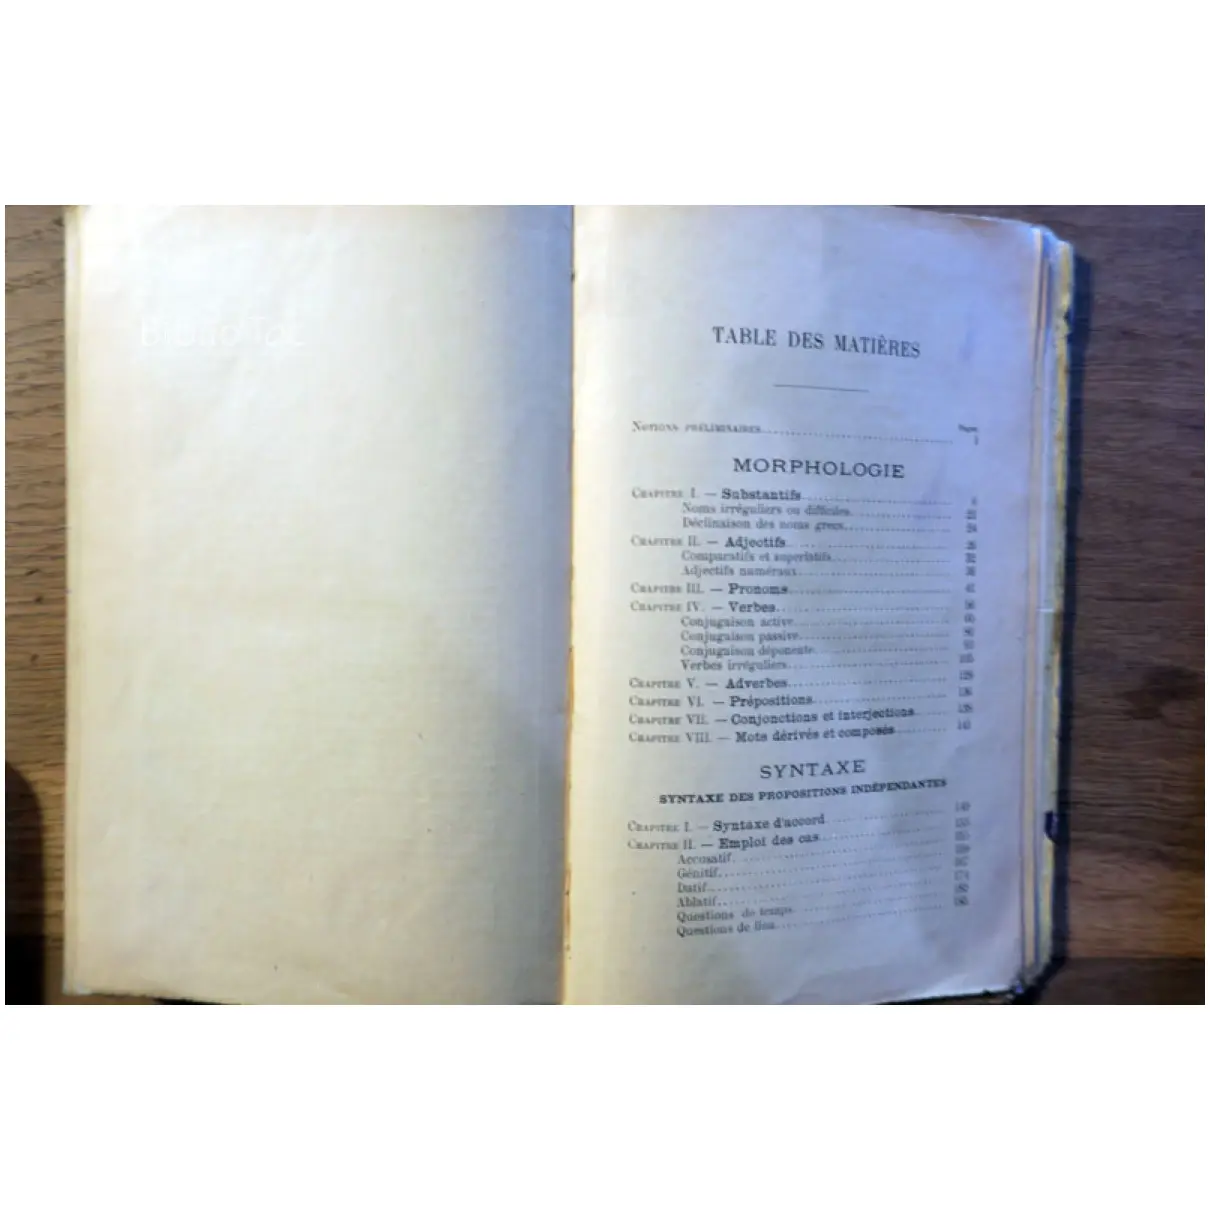 TABLE DES MATIÈRES
Pages
NOTIONS PRÉLIMINAIRES
1
MORPHOLOGIE
CHAPITRE I. — Substantifs
Noms irréguliers ou difficiles
Déclinaison des noms grecs 24
CHAPITRE II. — Adjectifs
Comparatifs et superlatifs
Adjectifs numéraux
CHAPITRE III. — Pronoms
CHAPITRE IV. — Verbes
Conjugaison active
Conjugaison passive
Conjugaison déponente
Verbes irréguliers
CHAPITRE V. — Adverbes
CHAPITRE VI. — Prépositions
CHAPITRE VII. — Conjonctions et interjections
CHAPITRE VIII. — Mots dérivés et composés
SYNTAXE
SYNTAXE DES PROPOSITIONS INDÉPENDANTES
CHAPITRE I. — Syntaxe d'accord
CHAPITRE II. — Emploi des cas
Accusatif
Génitif
Datif
Ablatif
Questions de temps
Questions de lieu